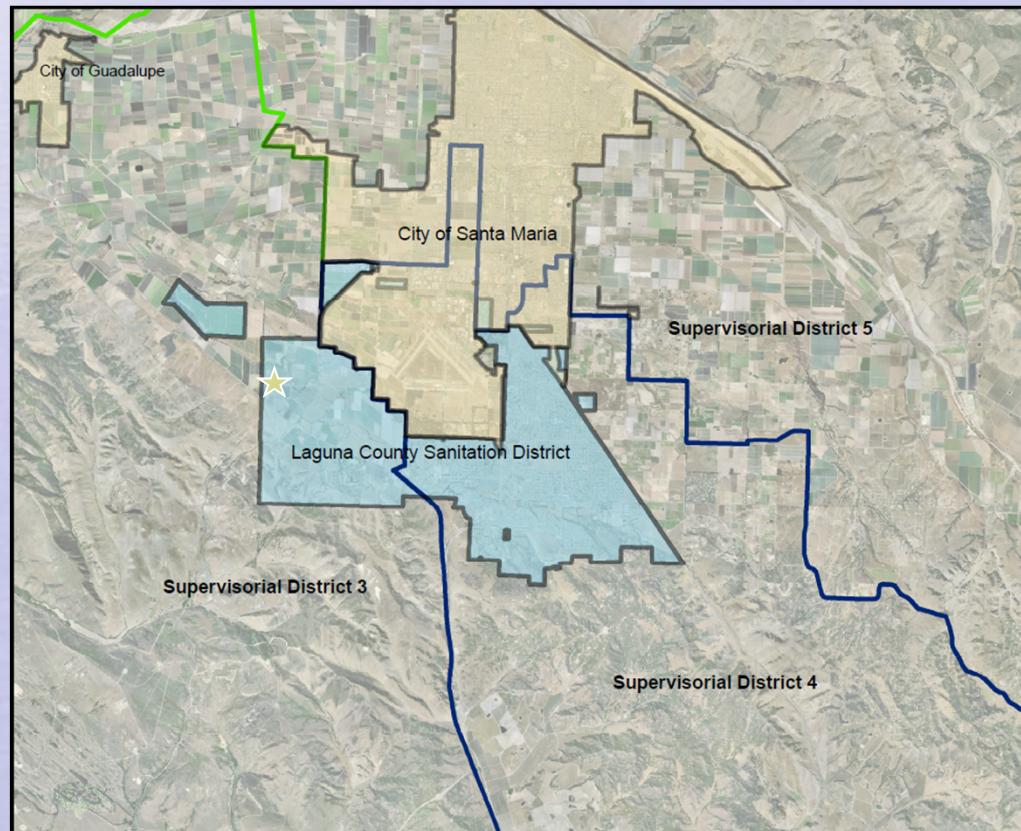 City of Guadalupe
City of Santa Maria
Supervisorial District 5
Laguna County Sanitation District
Supervisorial District 3
Supervisorial District 4